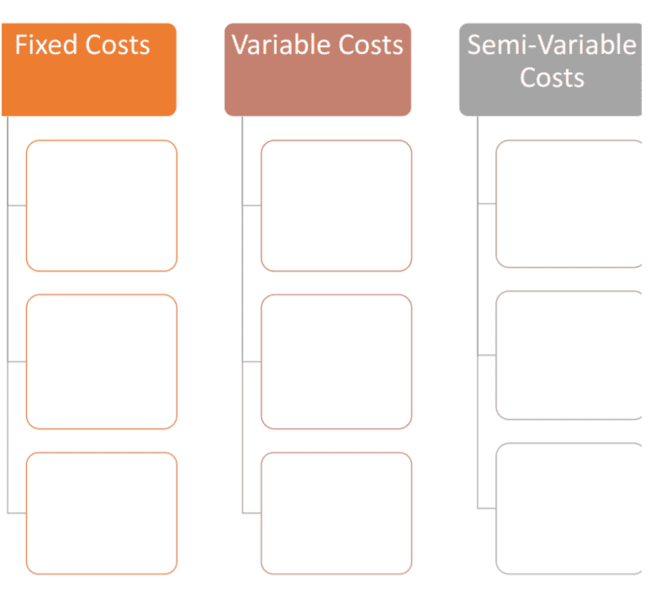 Fixed Costs
Variable Costs
Semi-Variable
Costs